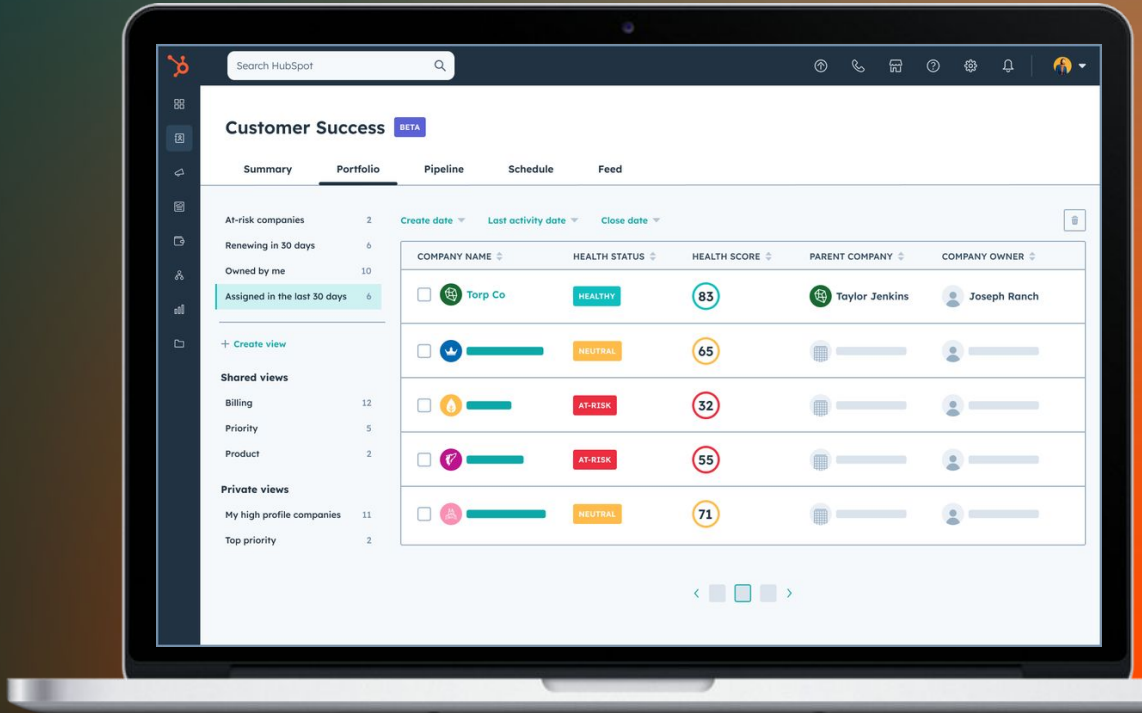 Search HubSpot
Customer Success BETA
Summary Portfolio Pipeline Schedule Feed
At-risk companies 2
Renewing in 30 days 6
Owned by me 10
Assigned in the last 30 days 6
+ Create view
Shared views
Billing 12
Priority 5
Product 2
Private views
My high profile companies 11
Top priority 2
Create date Last activity date Close date
COMPANY NAME HEALTH STATUS HEALTH SCORE PARENT COMPANY COMPANY OWNER
Torp Co HEALTHY 83 Taylor Jenkins Joseph Ranch
NEUTRAL 65
AT-RISK 32
AT-RISK 55
NEUTRAL 71